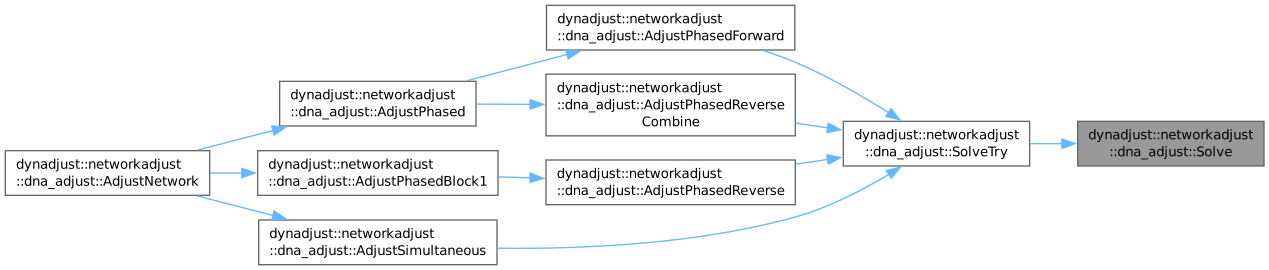 dynadjust::networkadjust
::dna_adjust::AdjustPhasedForward
dynadjust::networkadjust
::dna_adjust::AdjustPhased
dynadjust::networkadjust
::dna_adjust::AdjustPhasedReverse
Combine
dynadjust::networkadjust
::dna_adjust::SolveTry
dynadjust::networkadjust
::dna_adjust::Solve
dynadjust::networkadjust
::dna_adjust::AdjustNetwork
dynadjust::networkadjust
::dna_adjust::AdjustPhasedBlock1
dynadjust::networkadjust
::dna_adjust::AdjustPhasedReverse
dynadjust::networkadjust
::dna_adjust::AdjustSimultaneous